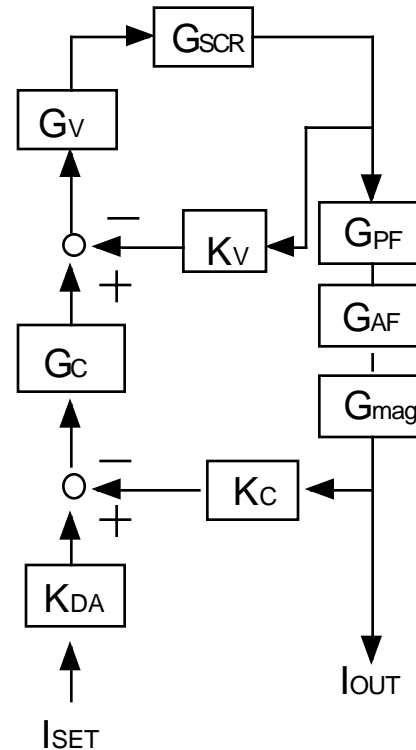 GSCR
GV
− KV GPF
+
GAF
GC
Gmag
− KC
+
KDA
IOUT
ISET